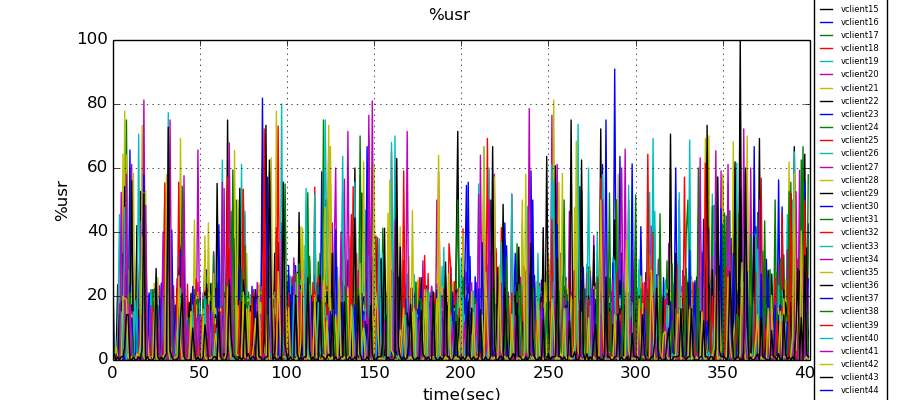 %usr
100
80
60
40
20
0
%usr
0 50 100 150 200 250 300 350 40
time(sec)
vclient15
vclient16
vclient17
vclient18
vclient19
vclient20
vclient21
vclient22
vclient23
vclient24
vclient25
vclient26
vclient27
vclient28
vclient29
vclient30
vclient31
vclient32
vclient33
vclient34
vclient35
vclient36
vclient37
vclient38
vclient39
vclient40
vclient41
vclient42
vclient43
vclient44